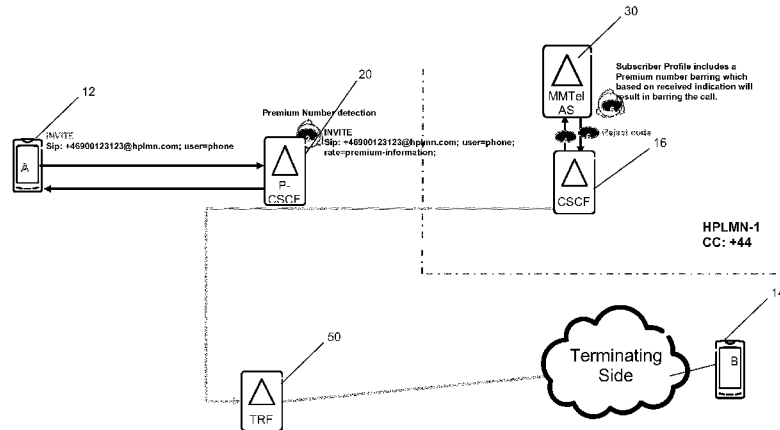 30
20
12
Subscriber Profile includes a
Premium number barring which
based on received indication will
result in barring the call.
MMTel
AS
Premium Number detection
INVITE
Sip: +46900123123@hplmn.com; user=phone
INVITE
Sip: +46900123123@hplmn.com; user=phone;
rate=premium-information;
Reject code
16
A
P-
CSCF
CSCF
HPLMN-1
CC: +44
14
50
Terminating
Side
B
TRF